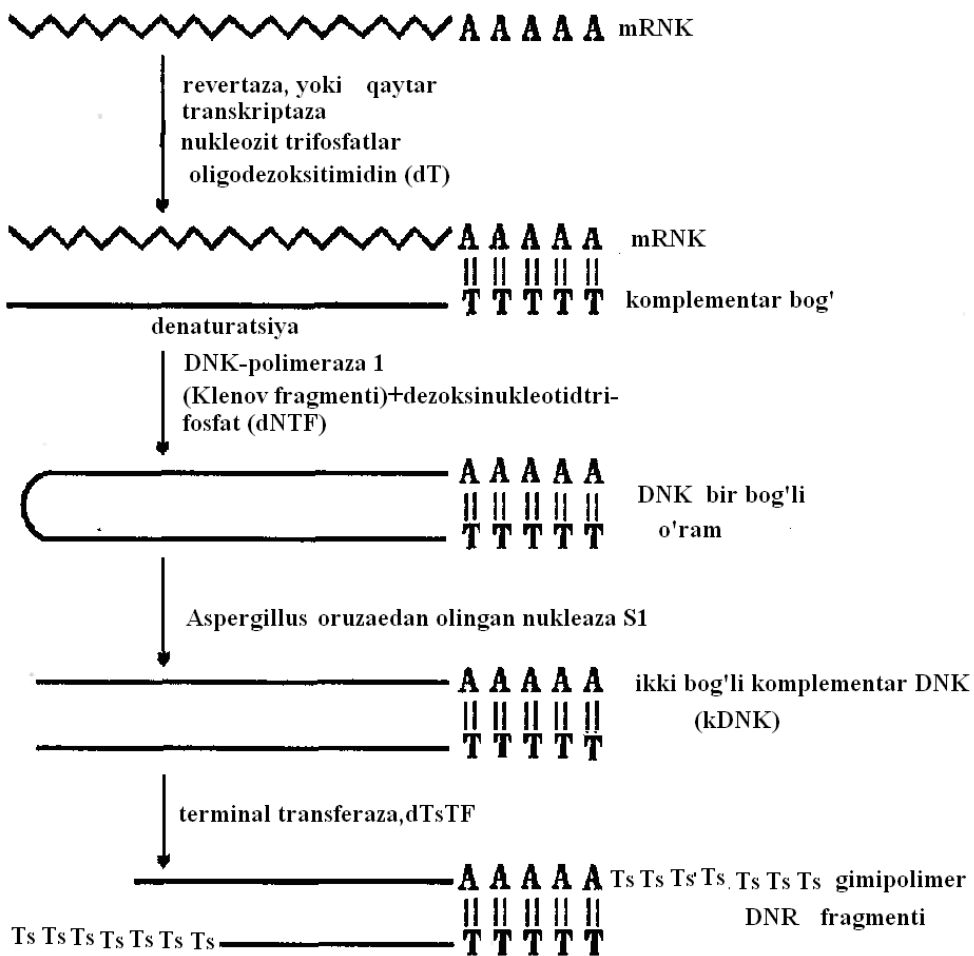 A A A A A mRNK
revertaza, yoki qaytar
transkriptaza
nukleozit trifosfatlar
oligodezoksitimidin (dT)
A A A A A mRNK
T T T T T komplementar bog'
denaturatsiya
DNK-polimeraza 1
(Klenov fragmenti)+dezoksinukleotidtri-
fosfat (dNTF)
A A A A A
T T T T T
DNK bir bog'li
o'ram
Aspergillus oruzaedan olingan nukleaza S1
A A A A A ikki bog'li komplementar DNK
(kDNK)
T T T T T
terminal transferaza,dTsTF
A A A A A Ts Ts Ts Ts Ts Ts Ts gimipolimer
DNR fragmenti
Ts Ts Ts Ts Ts Ts Ts T T T T T